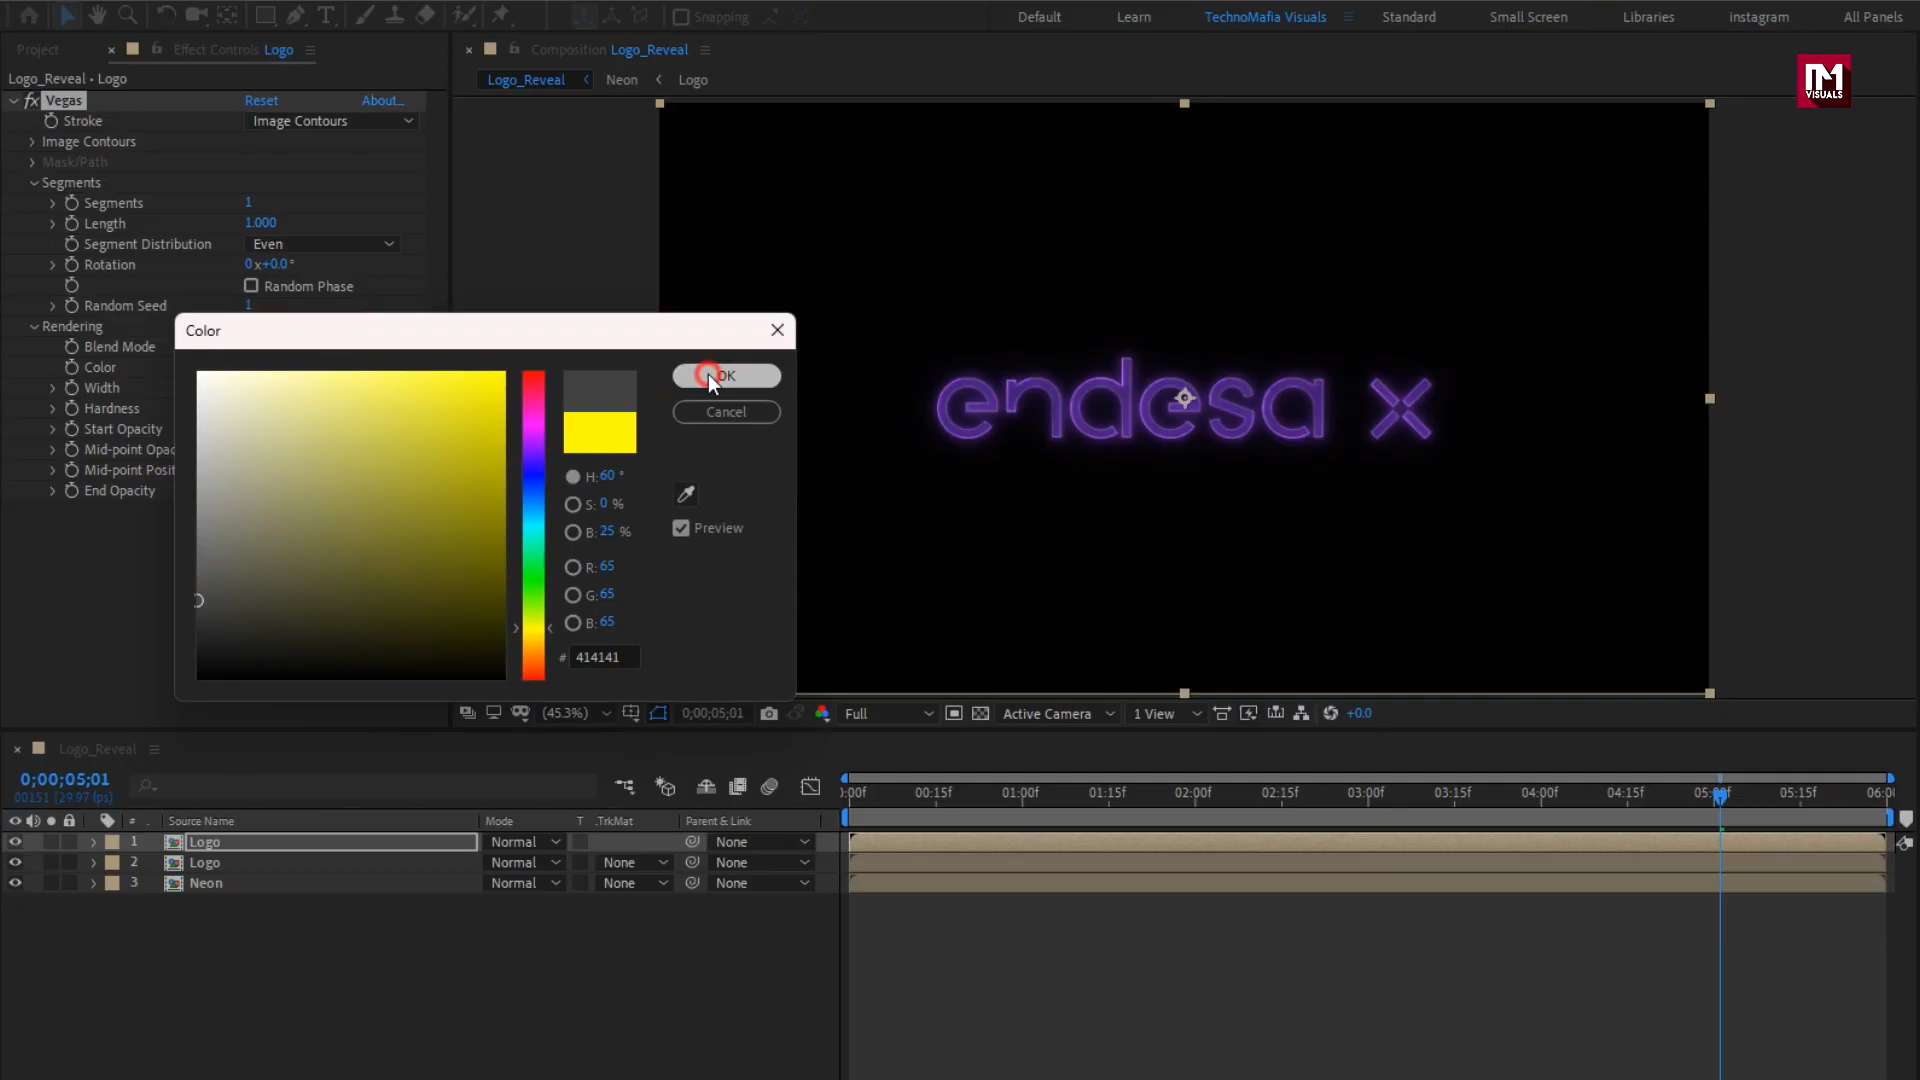 Snapping
Default
Learn
TechnoMafia Visuals
Standard
Small Screen
Libraries
instagram
All Panels
Project
Effect Controls Logo
Composition Logo_Reveal
Logo_Reveal • Logo
Logo_Reveal
Neon
Logo
M
VISUALS
fx Vegas
Reset
About...
Stroke
Image Contours
Image Contours
Mask/Path
Segments
Segments
1
Length
1.000
Segment Distribution
Even
Rotation
0x+0.0°
Random Phase
Random Seed
1
Rendering
Blend Mode
Color
Width
Hardness
Start Opacity
Mid-point Opac
Mid-point Posit
End Opacity
Color
OK
Cancel
H: 60 °
S: 0 %
B: 25 %
Preview
R: 65
G: 65
B: 65
# 414141
endesa x
(45.3%)
0;00;05;01
Full
Active Camera
1 View
+0.0
Logo_Reveal
0;00;05;01
00151 (29.97 fps)
:00f
00:15f
01:00f
01:15f
02:00f
02:15f
03:00f
03:15f
04:00f
04:15f
05:00f
05:15f
06:00
#
Source Name
Mode
T
.TrkMat
Parent & Link
1
Logo
Normal
None
2
Logo
Normal
None
None
3
Neon
Normal
None
None